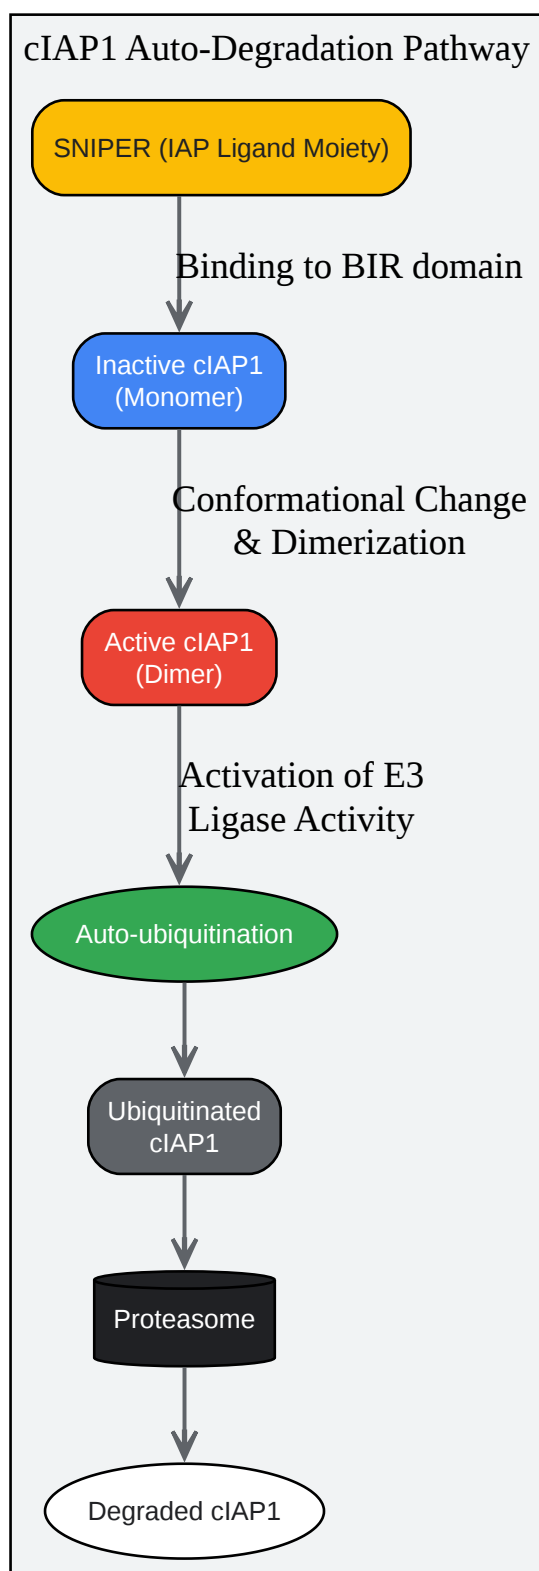 cIAP1 Auto-Degradation Pathway
SNIPER (IAP Ligand Moiety)
Binding to BIR domain
Inactive cIAP1
(Monomer)
Conformational Change
& Dimerization
Active cIAP1
(Dimer)
Activation of E3
Ligase Activity
Auto-ubiquitination
Ubiquitinated
cIAP1
Proteasome
Degraded cIAP1